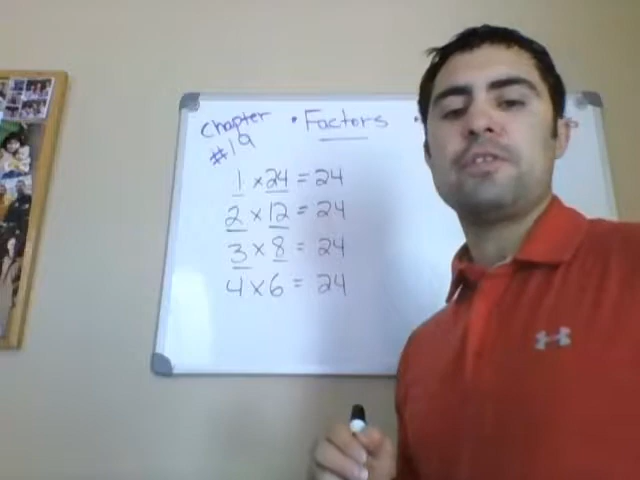 Chapter • Factors •
#19
1 × 24 = 24
2 × 12 = 24
3 × 8 = 24
4 × 6 = 24